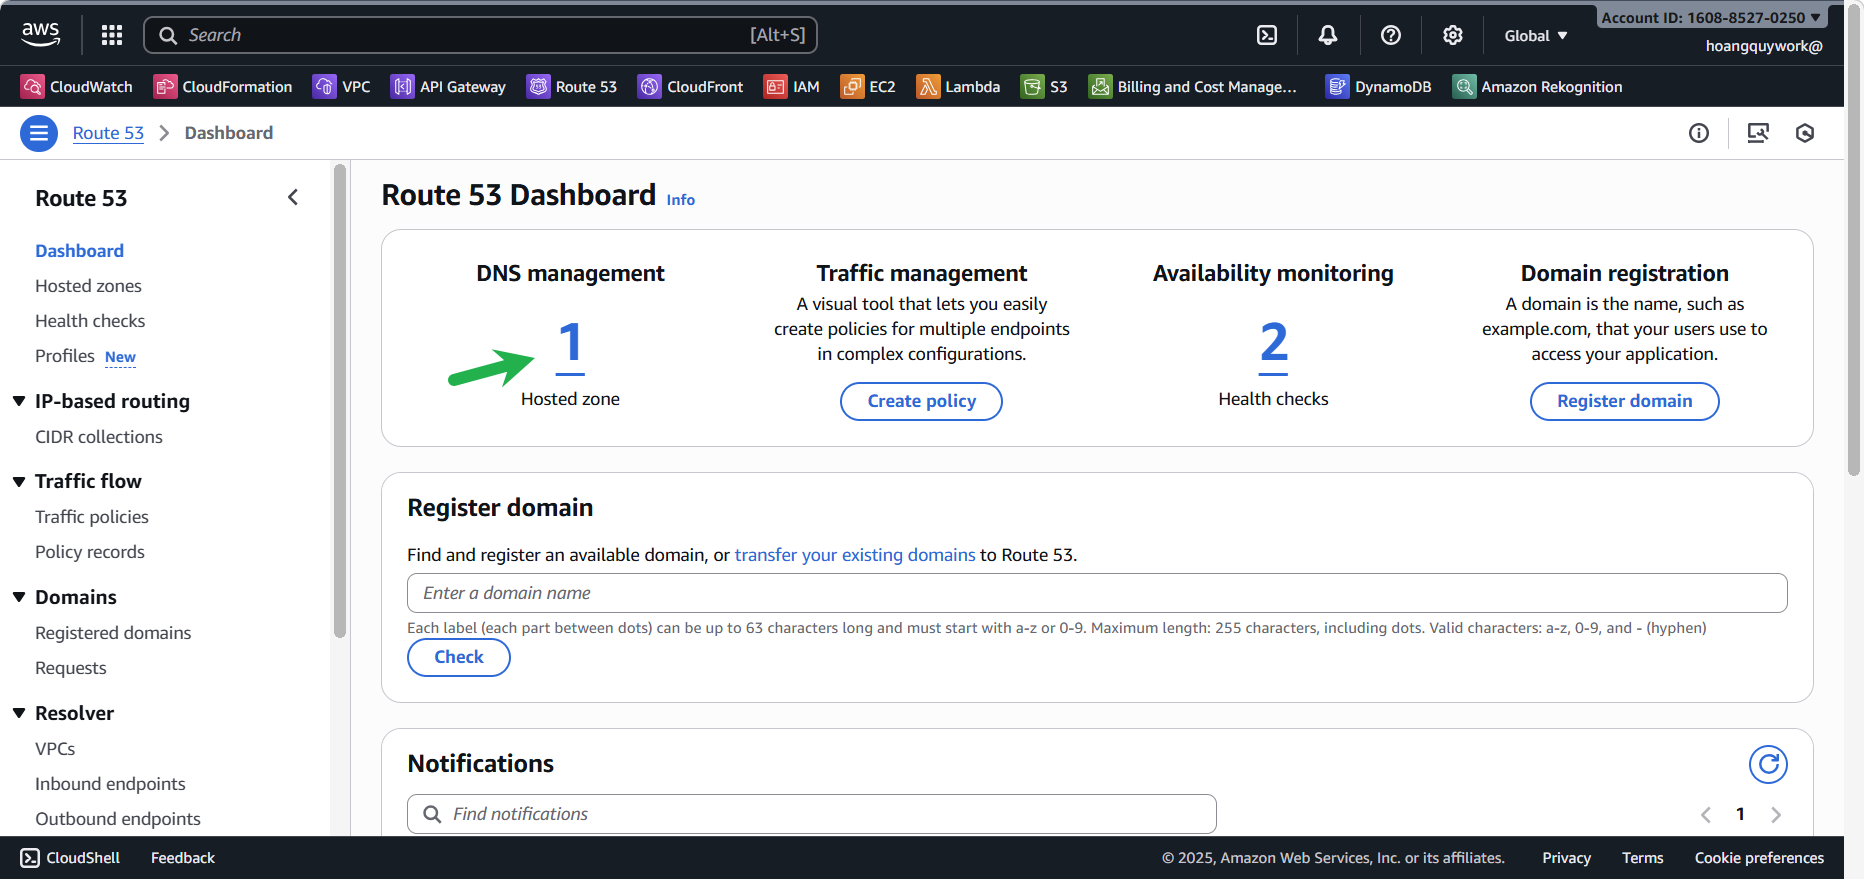 aws
Search
[Alt+S]
Global
Account ID: 1608-8527-0250
hoangquywork@
CloudWatch
CloudFormation
VPC
API Gateway
Route 53
CloudFront
IAM
EC2
Lambda
S3
Billing and Cost Manage...
DynamoDB
Amazon Rekognition
Route 53
Dashboard
Route 53
Dashboard
Hosted zones
Health checks
Profiles New
IP-based routing
CIDR collections
Traffic flow
Traffic policies
Policy records
Domains
Registered domains
Requests
Resolver
VPCs
Inbound endpoints
Outbound endpoints
Route 53 Dashboard Info
DNS management
1
Hosted zone
Traffic management
A visual tool that lets you easily
create policies for multiple endpoints
in complex configurations.
Create policy
Availability monitoring
2
Health checks
Domain registration
A domain is the name, such as
example.com, that your users use to
access your application.
Register domain
Register domain
Find and register an available domain, or transfer your existing domains to Route 53.
Enter a domain name
Each label (each part between dots) can be up to 63 characters long and must start with a-z or 0-9. Maximum length: 255 characters, including dots. Valid characters: a-z, 0-9, and - (hyphen)
Check
Notifications
Find notifications
1
CloudShell
Feedback
© 2025, Amazon Web Services, Inc. or its affiliates.
Privacy
Terms
Cookie preferences